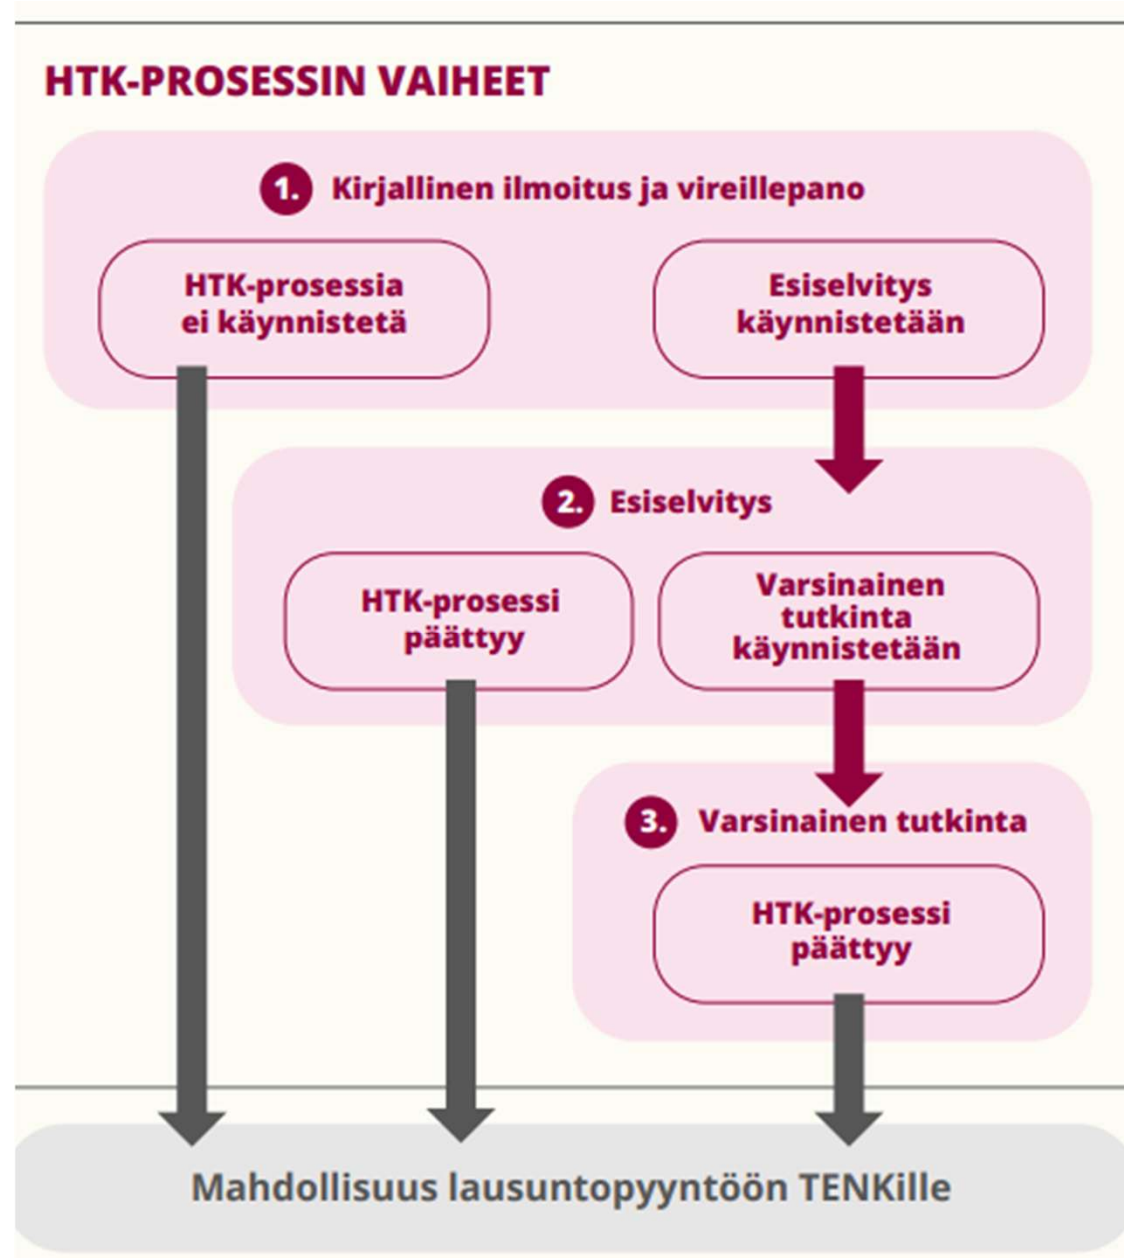 HTK-PROSESSIN VAIHEET
1. Kirjallinen ilmoitus ja vireillepano
HTK-prosessia
ei käynnistetä
Esiselvitys
käynnistetään
2. Esiselvitys
HTK-prosessi
päättyy
Varsinainen
tutkinta
käynnistetään
3. Varsinainen tutkinta
HTK-prosessi
päättyy
Mahdollisuus lausuntopyyntöön TENKille